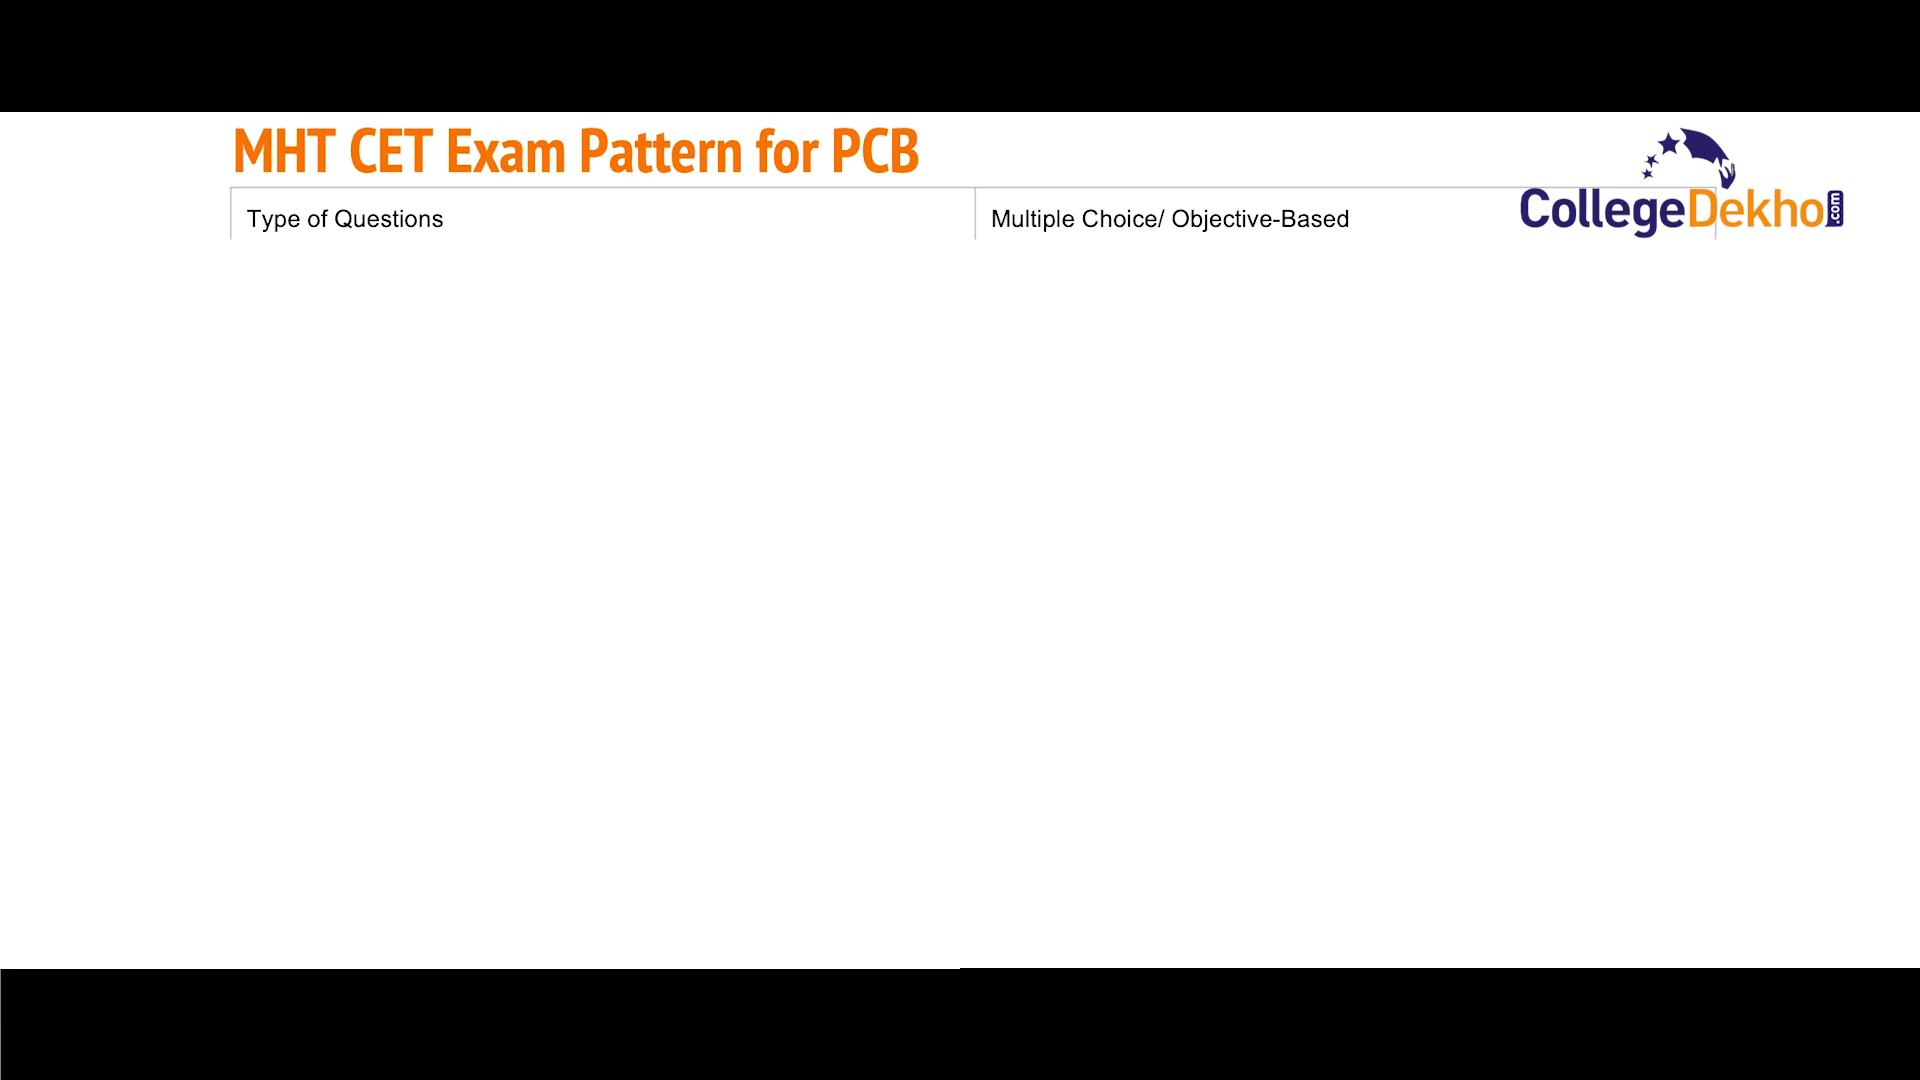 MHT CET Exam Pattern for PCB
Type of Questions
Multiple Choice/ Objective-Based
CollegeDekho.com